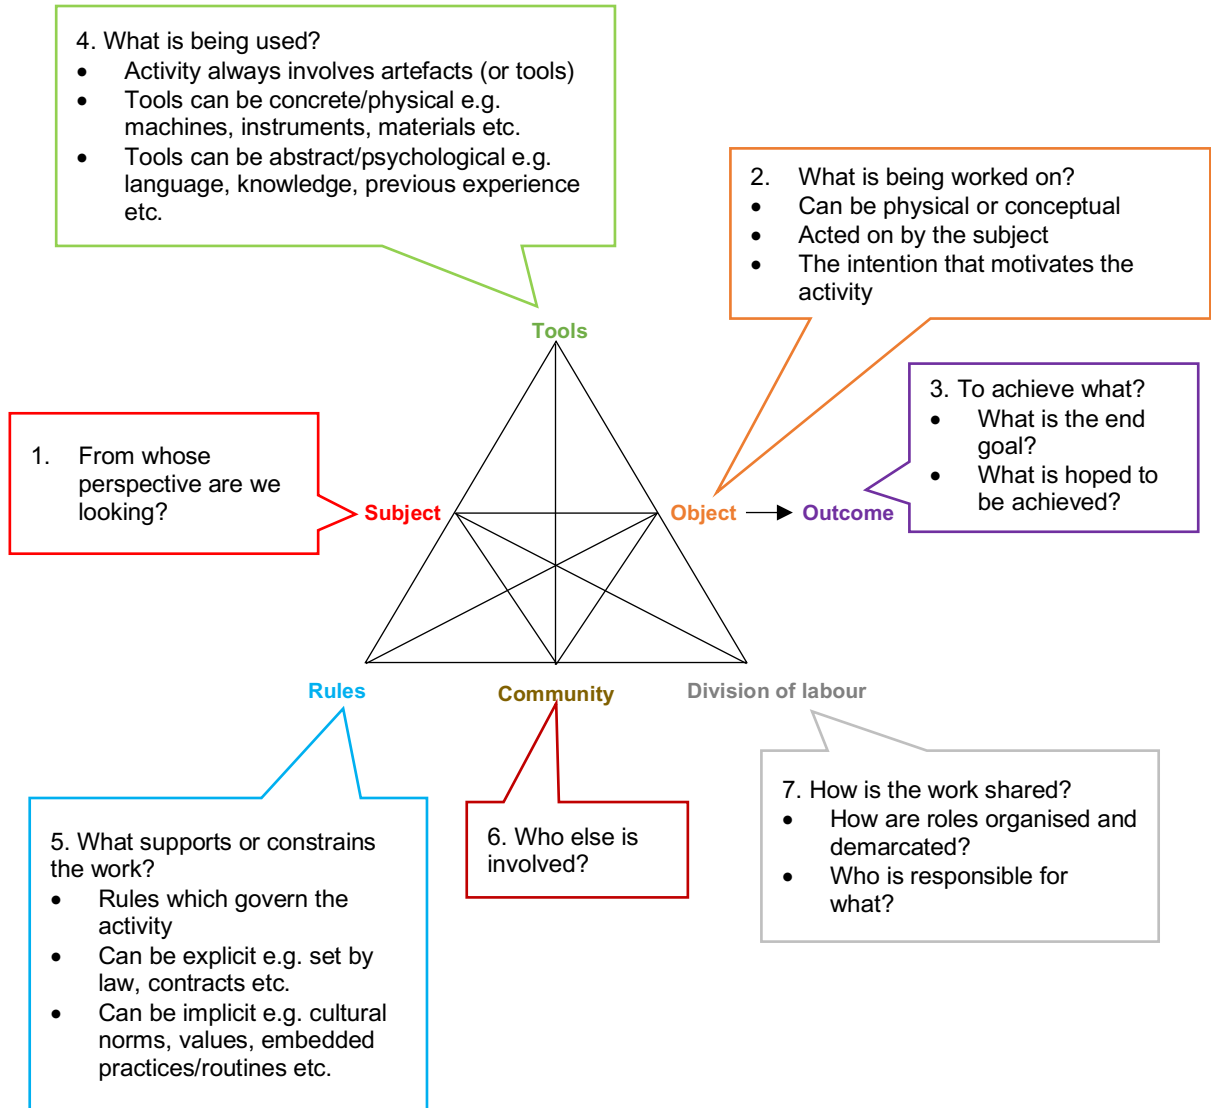 4. What is being used?
• Activity always involves artefacts (or tools)
• Tools can be concrete/physical e.g.
machines, instruments, materials etc.
• Tools can be abstract/psychological e.g.
language, knowledge, previous experience
etc.
2. What is being worked on?
• Can be physical or conceptual
• Acted on by the subject
• The intention that motivates the
activity
Tools
3. To achieve what?
• What is the end
goal?
• What is hoped to
be achieved?
1. From whose
perspective are we
looking?
Subject
Object
Outcome
Rules
Community
Division of labour
5. What supports or constrains
the work?
• Rules which govern the
activity
• Can be explicit e.g. set by
law, contracts etc.
• Can be implicit e.g. cultural
norms, values, embedded
practices/routines etc.
6. Who else is
involved?
7. How is the work shared?
• How are roles organised and
demarcated?
• Who is responsible for
what?